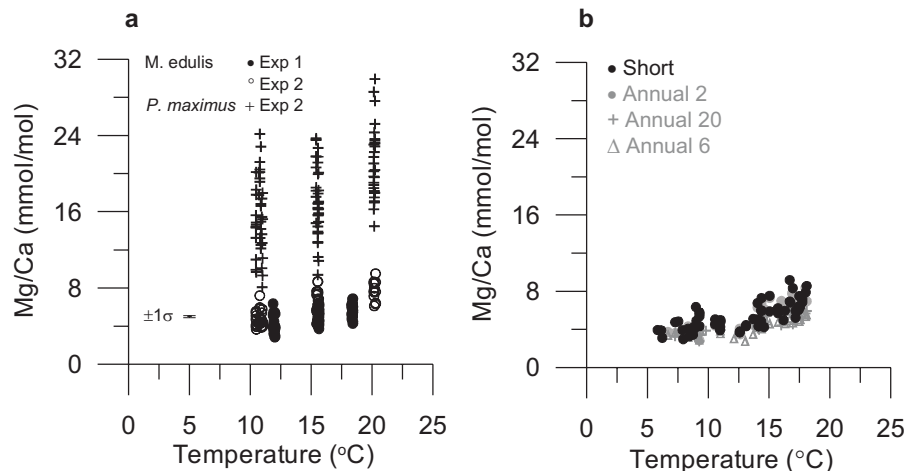 a
M. edulis ● Exp 1
○ Exp 2
P. maximus + Exp 2
Mg/Ca (mmol/mol)
32
24
16
8
0
±1σ
0 5 10 15 20 25
Temperature (°C)
b
● Short
● Annual 2
+ Annual 20
△ Annual 6
Mg/Ca (mmol/mol)
32
24
16
8
0
0 5 10 15 20 25
Temperature (°C)